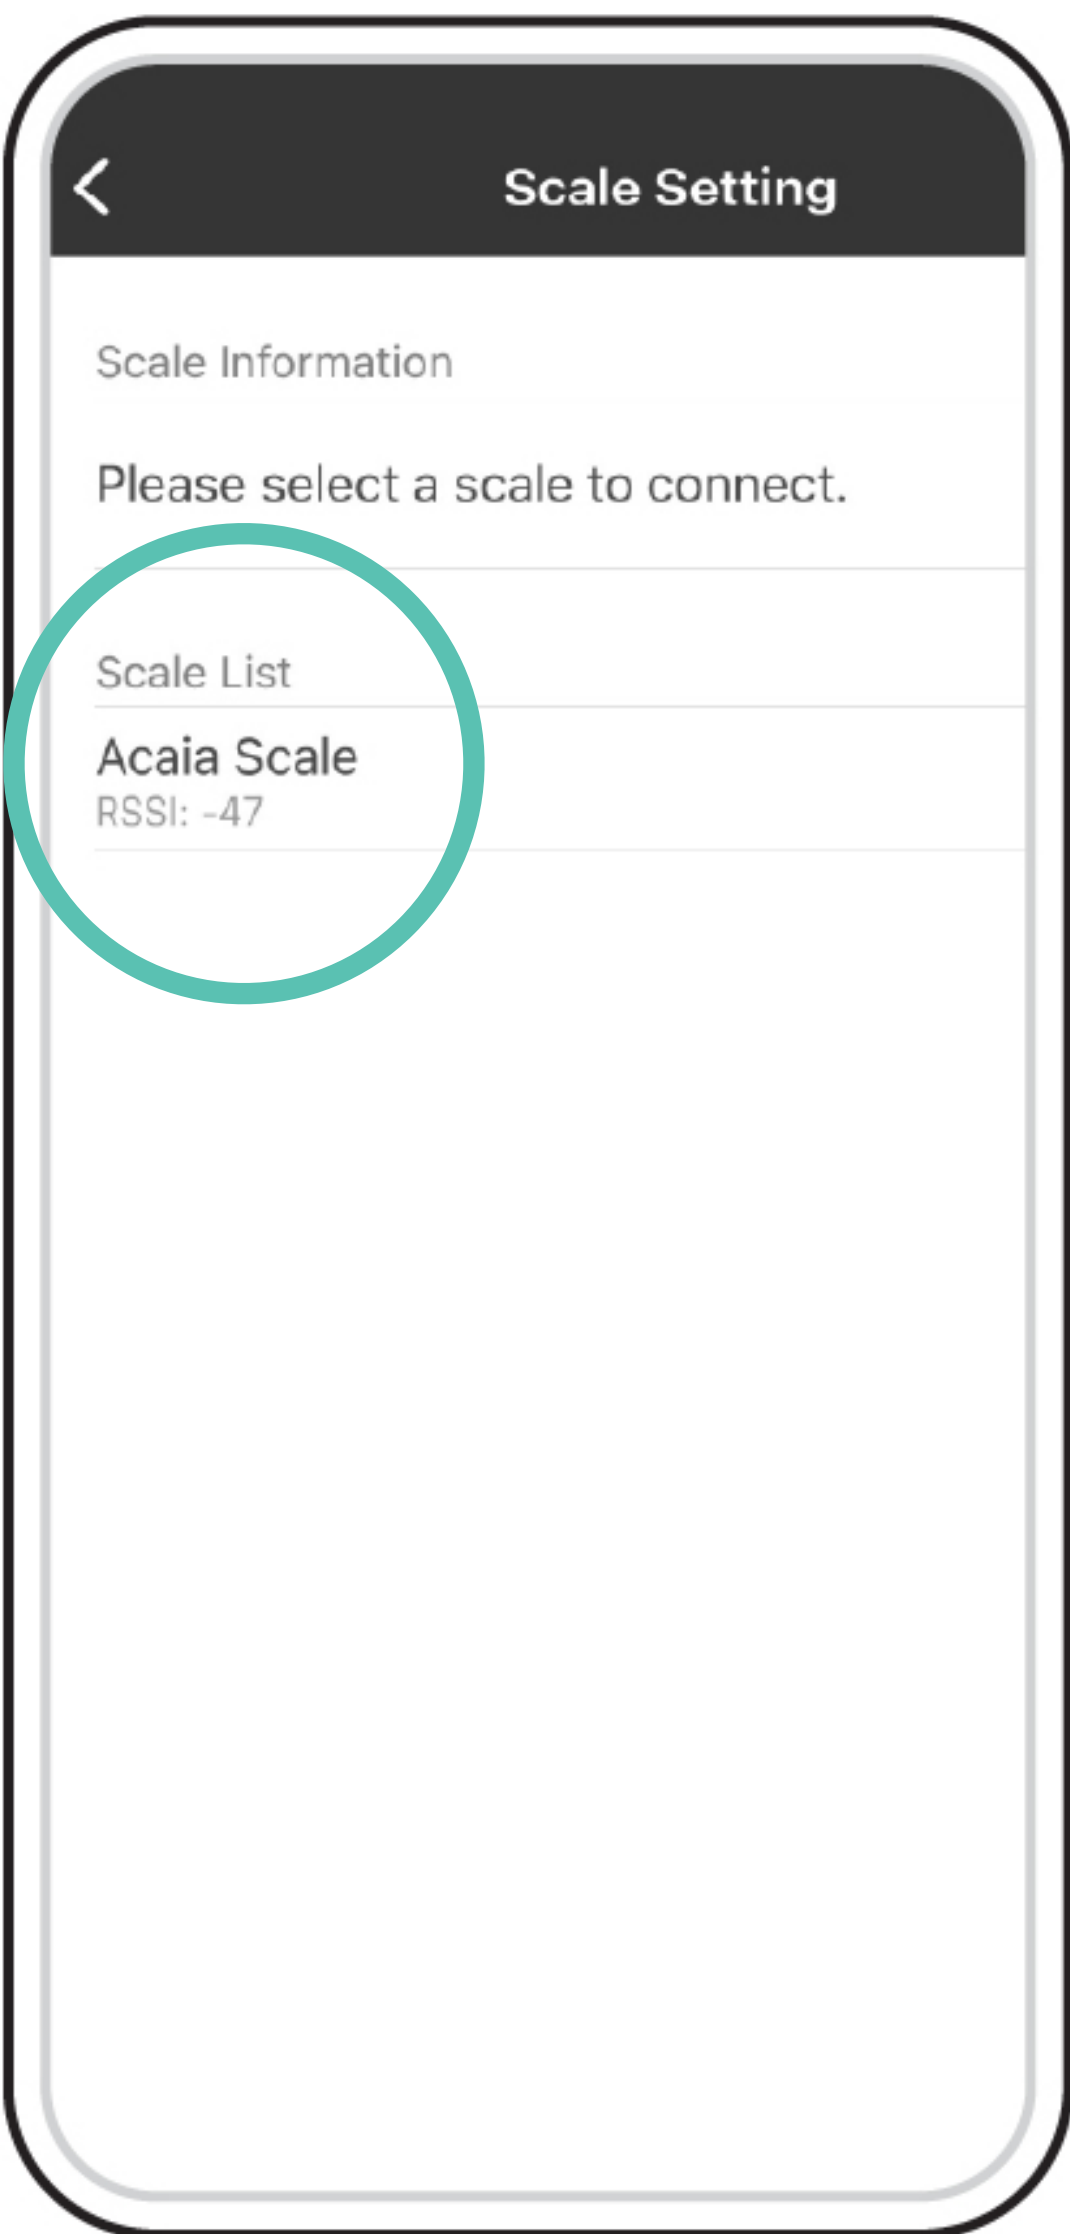 Scale Setting
Scale Information
Please select a scale to connect.
Scale List
Acaia Scale
RSSI: -47